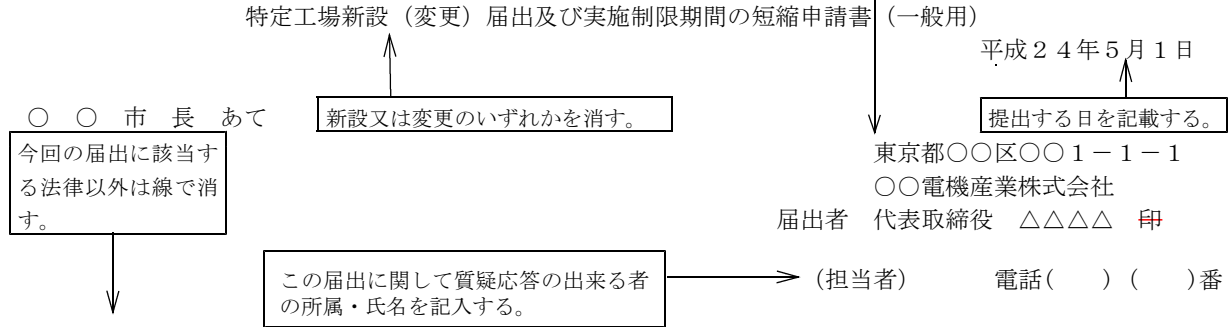 特定工場新設（変更）届出及び実施制限期間の短縮申請書（一般用）
平成２４年５月１日
○　○　市　長　あて
新設又は変更のいずれかを消す。
提出する日を記載する。
今回の届出に該当す
る法律以外は線で消
す。
東京都○○区○○１－１－１
○○電機産業株式会社
届出者　代表取締役　△△△△　印
この届出に関して質疑応答の出来る者
の所属・氏名を記入する。
（担当者）　　　電話(　　)(　　)番